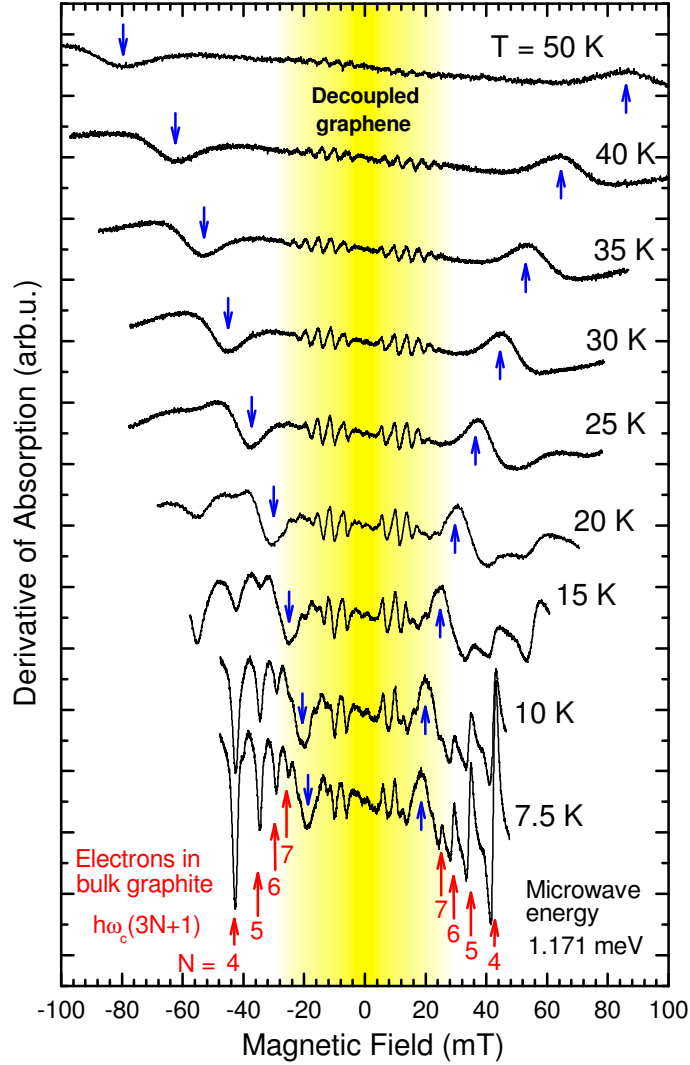 T = 50 K
Decoupled
graphene
40 K
35 K
30 K
25 K
20 K
15 K
10 K
7.5 K
Derivative of Absorption (arb.u.)
Electrons in
bulk graphite
hω_c(3N+1)
N = 4 5 6 7
7 6 5 4
Microwave
energy
1.171 meV
-100 -80 -60 -40 -20 0 20 40 60 80 100
Magnetic Field (mT)